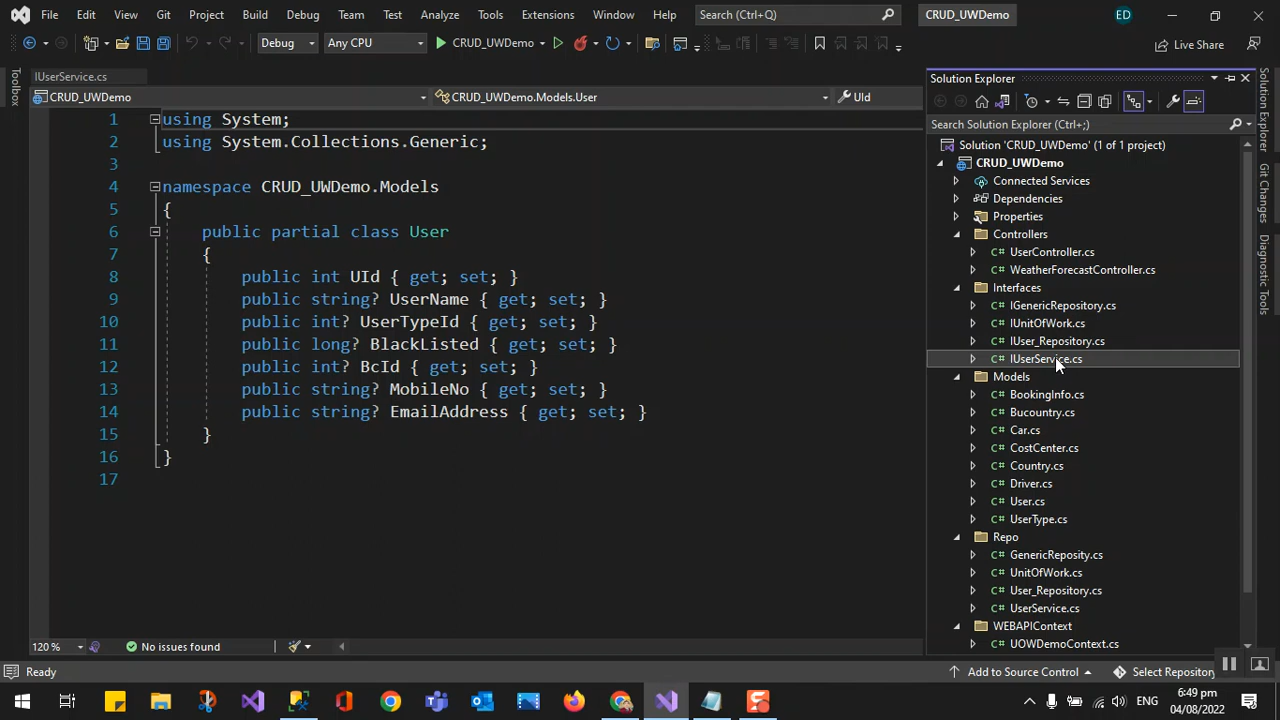 File Edit View Git Project Build Debug Team Test Analyze Tools Extensions Window Help Search (Ctrl+Q) CRUD_UWDemo ED
Debug Any CPU CRUD_UWDemo Live Share
IUserService.cs
CRUD_UWDemo CRUD_UWDemo.Models.User UId
1 using System;
2 using System.Collections.Generic;
3
4 namespace CRUD_UWDemo.Models
5 {
6 public partial class User
7 {
8 public int UId { get; set; }
9 public string? UserName { get; set; }
10 public int? UserTypeId { get; set; }
11 public long? BlackListed { get; set; }
12 public int? BcId { get; set; }
13 public string? MobileNo { get; set; }
14 public string? EmailAddress { get; set; }
15 }
16 }
17
120 % No issues found
Toolbox
Solution Explorer
Search Solution Explorer (Ctrl+;)
Solution 'CRUD_UWDemo' (1 of 1 project)
CRUD_UWDemo
Connected Services
Dependencies
Properties
Controllers
C# UserController.cs
C# WeatherForecastController.cs
Interfaces
C# IGenericRepository.cs
C# IUnitOfWork.cs
C# IUser_Repository.cs
C# IUserService.cs
Models
C# BookingInfo.cs
C# Bucountry.cs
C# Car.cs
C# CostCenter.cs
C# Country.cs
C# Driver.cs
C# User.cs
C# UserType.cs
Repo
C# GenericReposity.cs
C# UnitOfWork.cs
C# User_Repository.cs
C# UserService.cs
WEBAPIContext
C# UOWDemoContext.cs
Solution Explorer
Git Changes
Diagnostic Tools
Ready Add to Source Control Select Repository
ENG 6:49 pm
04/08/2022